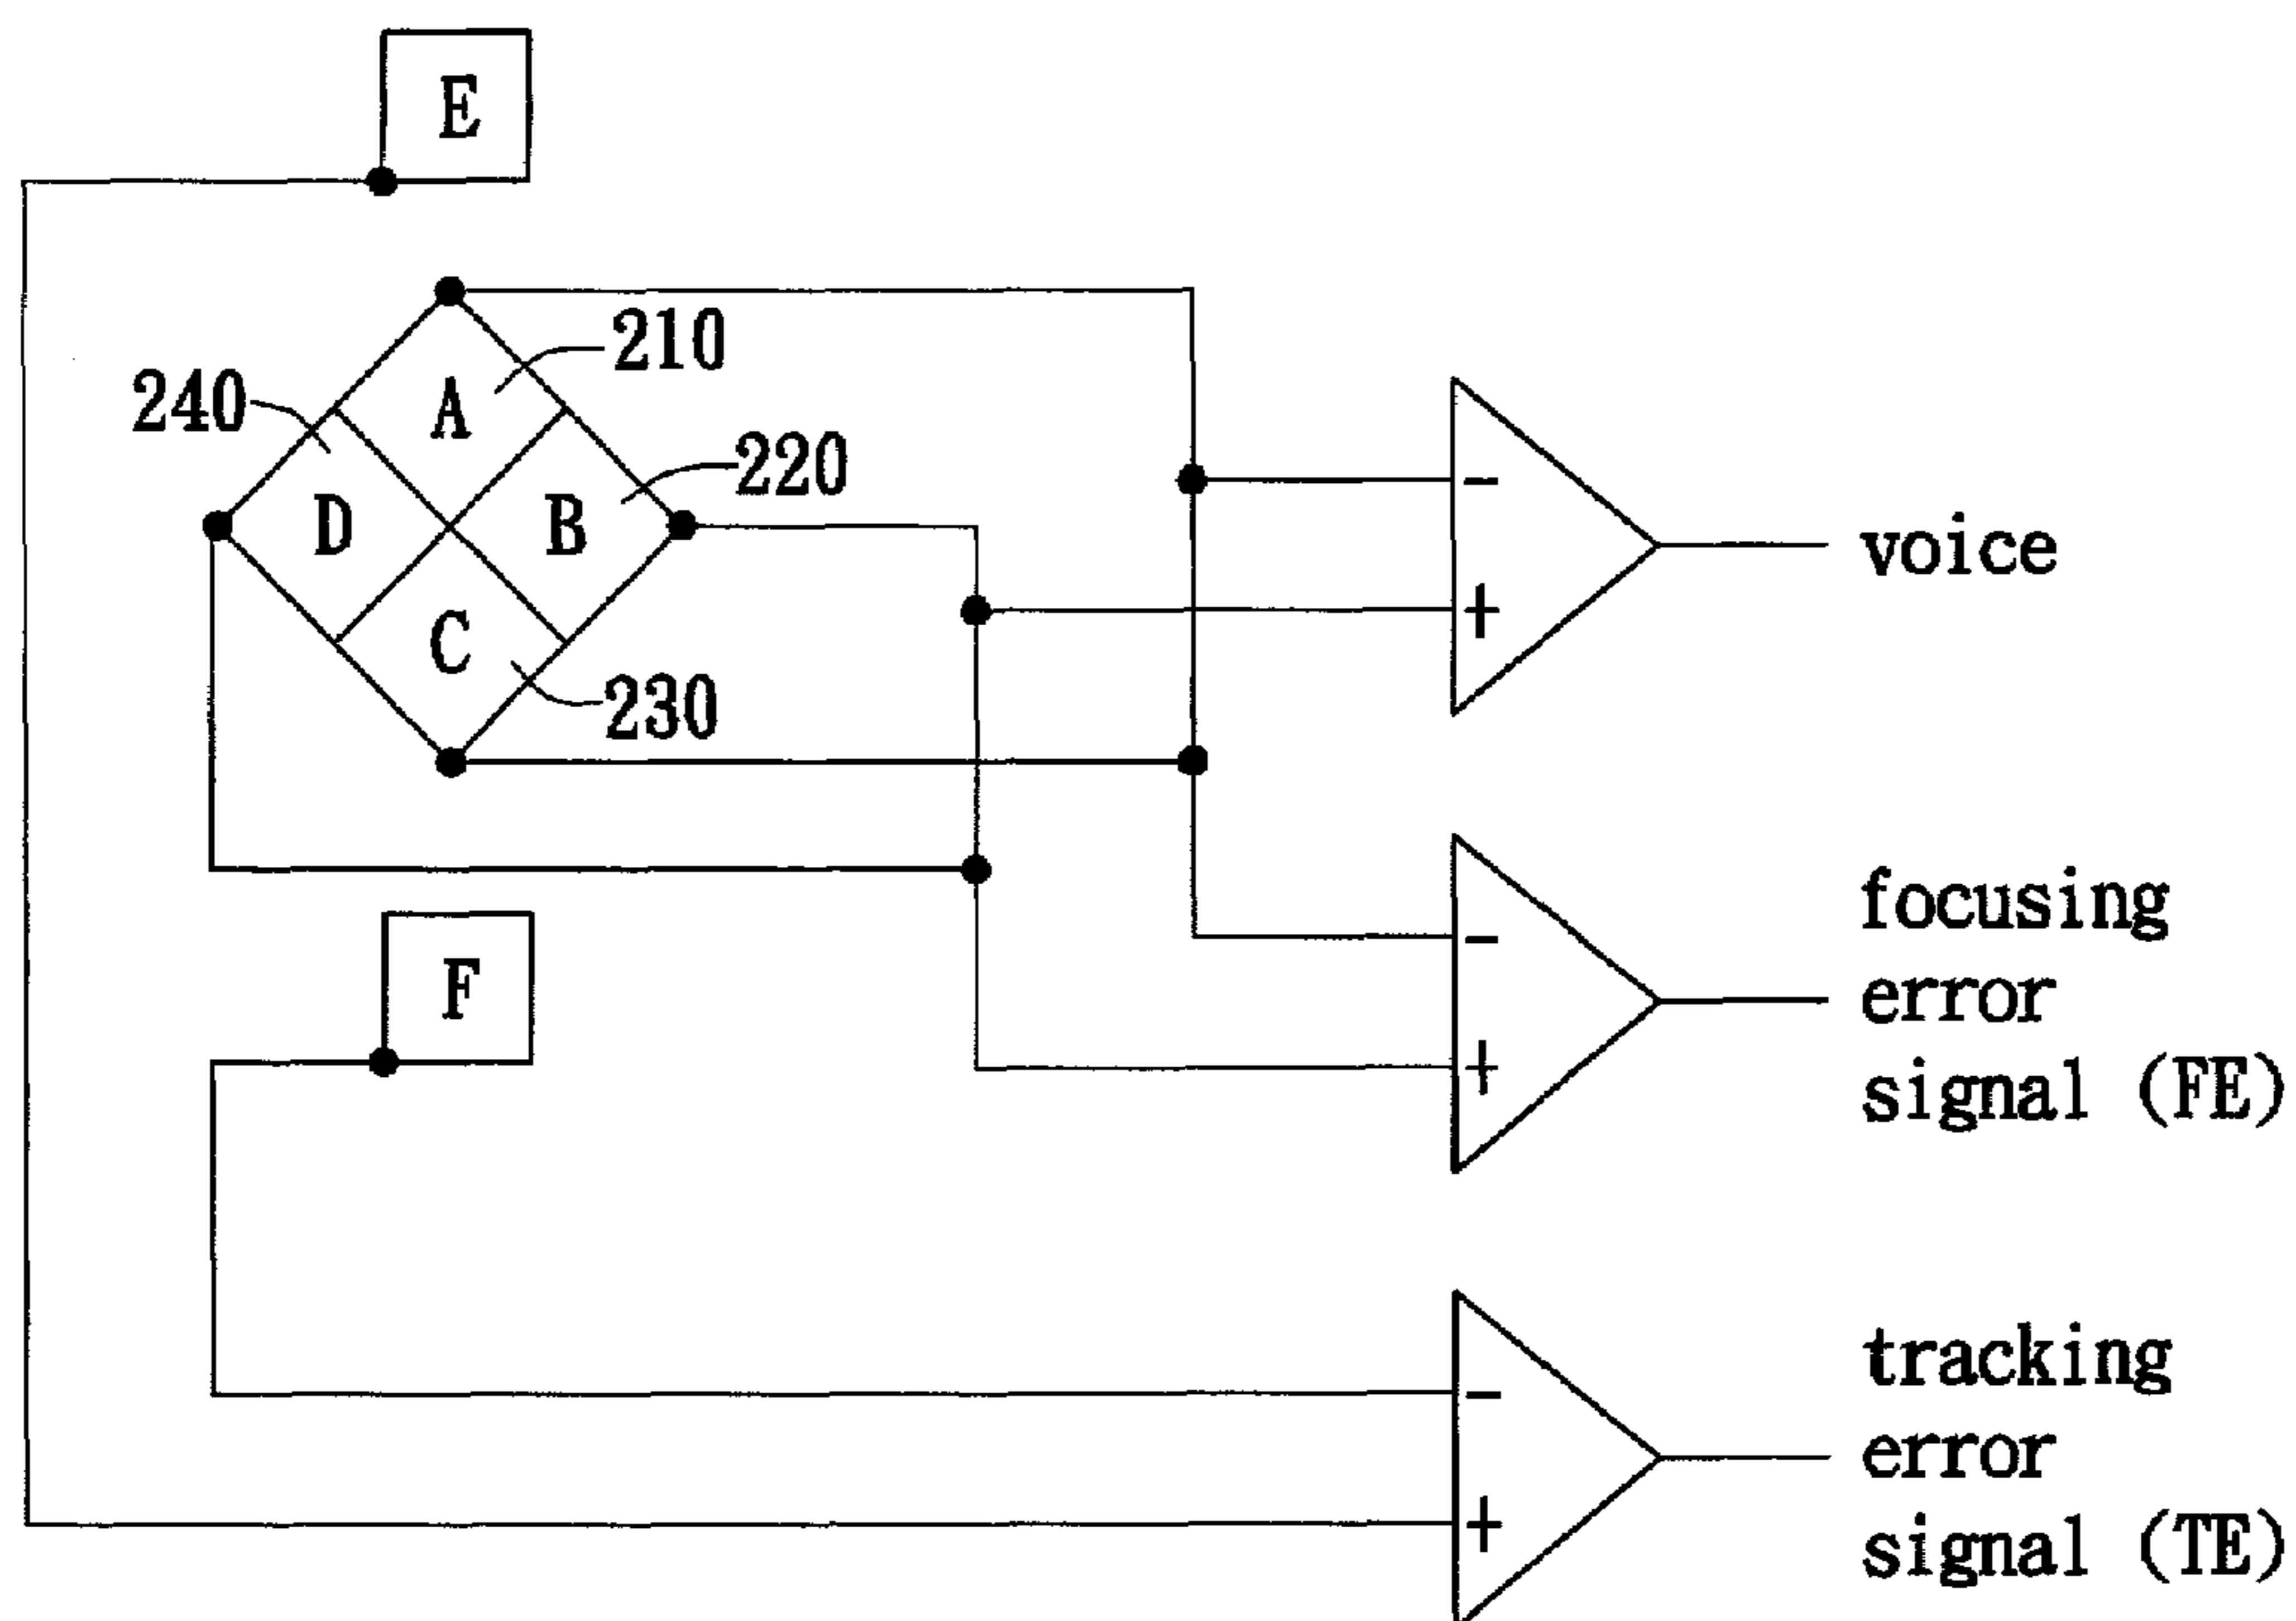 E
210
240
A
220
D
B
C
230
-
+
voice
F
-
+
focusing
error
signal (FE)
-
+
tracking
error
signal (TE)